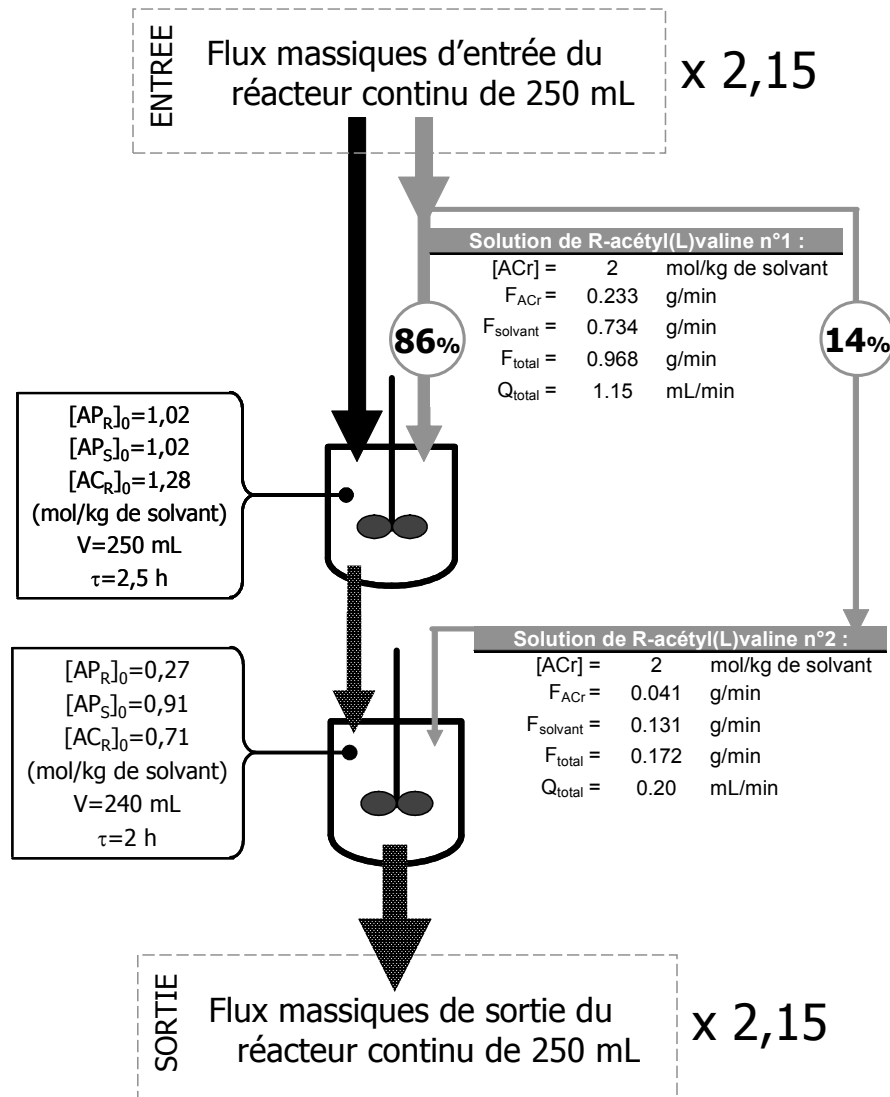 ENTREE
Flux massiques d’entrée du
réacteur continu de 250 mL
x 2,15
Solution de R-acétyl(L)valine n°1 :
[ACr] = 2 mol/kg de solvant
FACr = 0.233 g/min
Fsolvant = 0.734 g/min
Ftotal = 0.968 g/min
Qtotal = 1.15 mL/min
86%
14%
[APR]0=1,02
[APS]0=1,02
[ACR]0=1,28
(mol/kg de solvant)
V=250 mL
τ=2,5 h
Solution de R-acétyl(L)valine n°2 :
[ACr] = 2 mol/kg de solvant
FACr = 0.041 g/min
Fsolvant = 0.131 g/min
Ftotal = 0.172 g/min
Qtotal = 0.20 mL/min
[APR]0=0,27
[APS]0=0,91
[ACR]0=0,71
(mol/kg de solvant)
V=240 mL
τ=2 h
SORTIE
Flux massiques de sortie du
réacteur continu de 250 mL
x 2,15